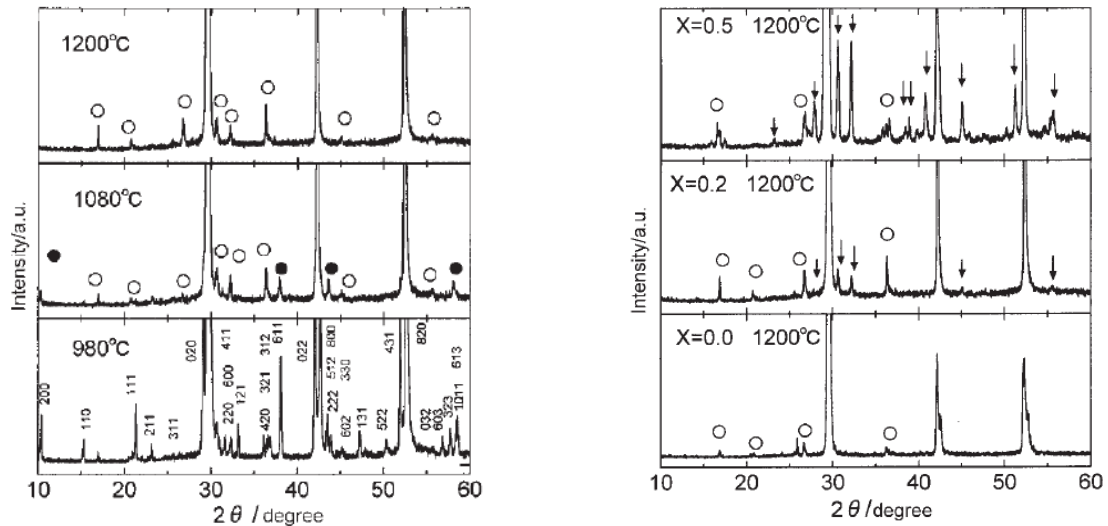 1200°C
1080°C
980°C
200
110
111
211
311
020
411
600
220
121
312
321
420
611
022
800
512
222
330
602
131
522
431
820
032
603
323
613
1011
10 20 30 40 50 60
2 θ / degree
Intensity/a.u.
X=0.5 1200°C
X=0.2 1200°C
X=0.0 1200°C
10 20 30 40 50 60
2 θ / degree
Intensity/a.u.